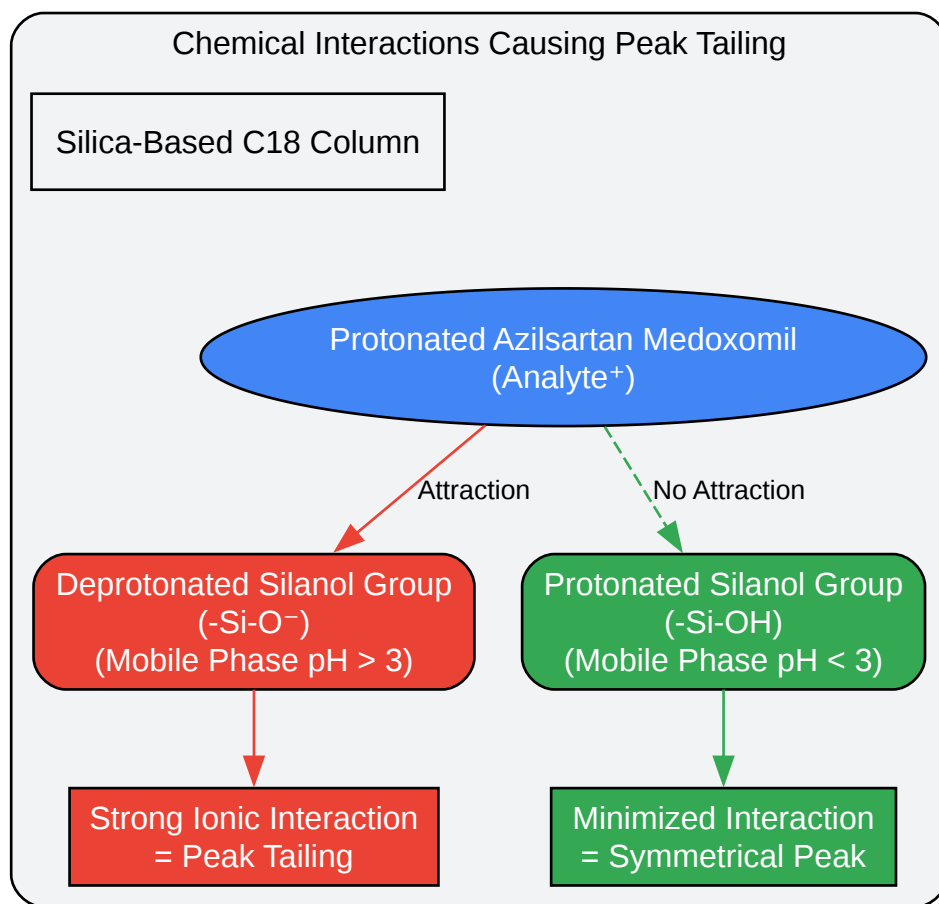 Chemical Interactions Causing Peak Tailing
Silica-Based C18 Column
Protonated Azilsartan Medoxomil
(Analyte⁺)
Attraction
No Attraction
Deprotonated Silanol Group
(-Si-O⁻)
(Mobile Phase pH > 3)
Protonated Silanol Group
(-Si-OH)
(Mobile Phase pH < 3)
Strong Ionic Interaction
= Peak Tailing
Minimized Interaction
= Symmetrical Peak